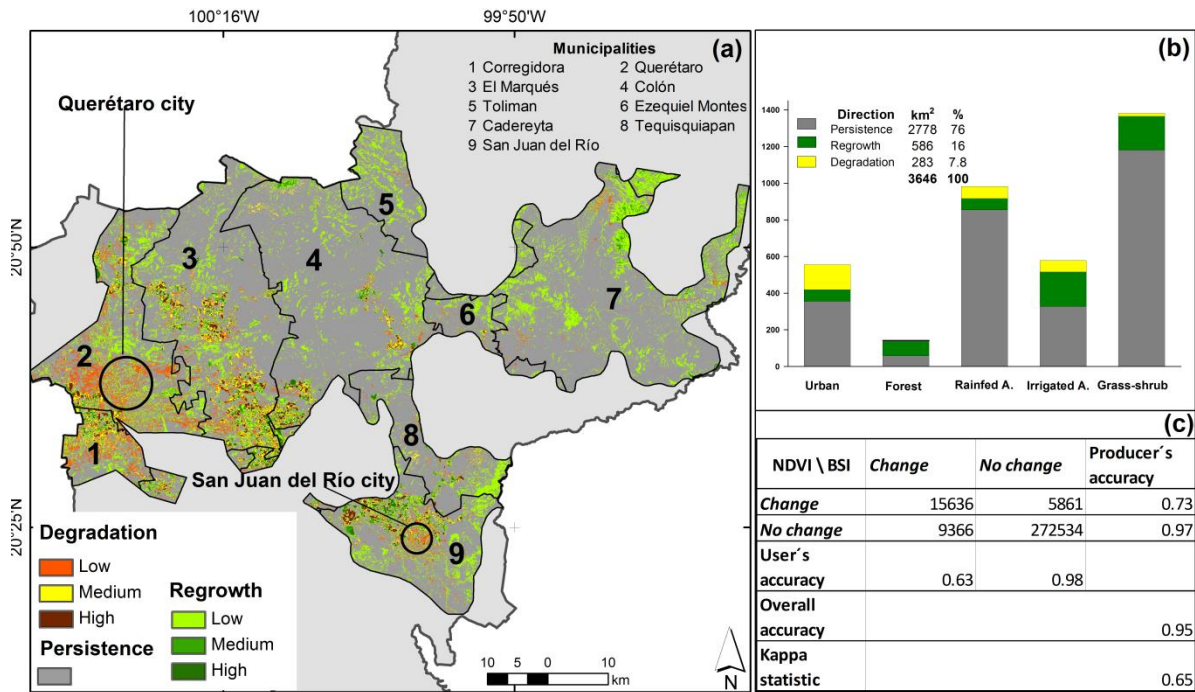 100°16'W 99°50'W
(a)
Municipalities
1 Corregidora 2 Querétaro
3 El Marqués 4 Colón
5 Toliman 6 Ezequiel Montes
7 Cadereyta 8 Tequisquiapan
9 San Juan del Río
Querétaro city
20°50'N
20°25'N
5
3
4
7
6
2
8
1
San Juan del Río city
9
Degradation
Low
Medium
High
Persistence
Regrowth
Low
Medium
High
10 5 0 10
km
N
(b)
Direction km² %
Persistence 2778 76
Regrowth 586 16
Degradation 283 7.8
3646 100
1400
1200
1000
800
600
400
200
0
Urban Forest Rainfed A. Irrigated A. Grass-shrub
(c)
NDVI \ BSI Change No change Producer´s accuracy
Change 15636 5861 0.73
No change 9366 272534 0.97
User´s accuracy 0.63 0.98
Overall accuracy 0.95
Kappa statistic 0.65